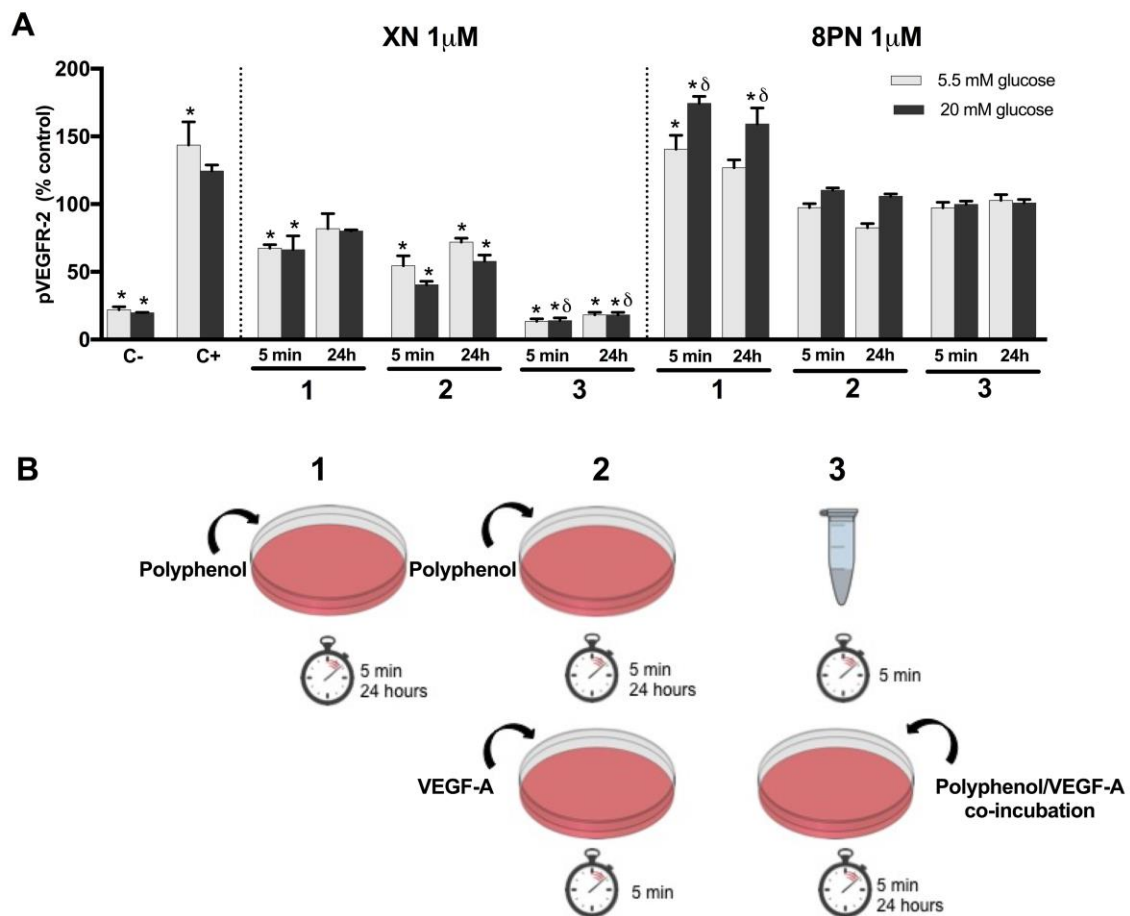 A
XN 1μM
8PN 1μM
pVEGFR-2 (% control)
200
150
100
50
0
5.5 mM glucose
20 mM glucose
* * * * * * * * * * * *δ * *δ * *δ *δ
C- C+ 5 min 24h 5 min 24h 5 min 24h 5 min 24h 5 min 24h 5 min 24h
1 2 3 1 2 3
B
1 2 3
Polyphenol
Polyphenol
5 min
24 hours
5 min
24 hours
5 min
VEGF-A
Polyphenol/VEGF-A
co-incubation
5 min
5 min
24 hours